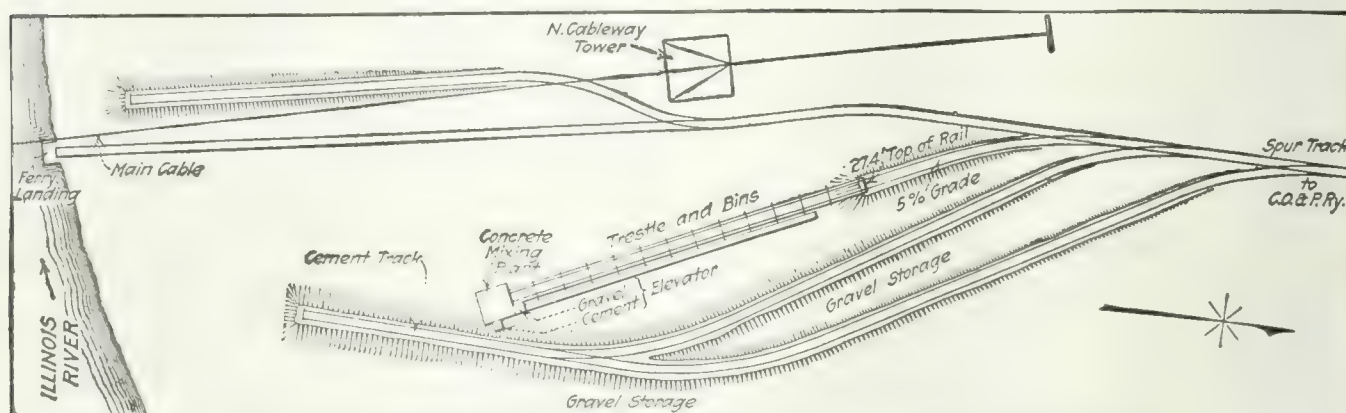 N. Cableway
Tower
Main Cable
Ferry
Landing
27.4' Top of Rail
5% Grade
Spur Track
to
C.O.&P.Ry.
Trestle and Bins
Concrete
Mixing
Plant
Cement Track
Gravel
Cement
Elevator
Gravel Storage
Gravel Storage
ILLINOIS
RIVER